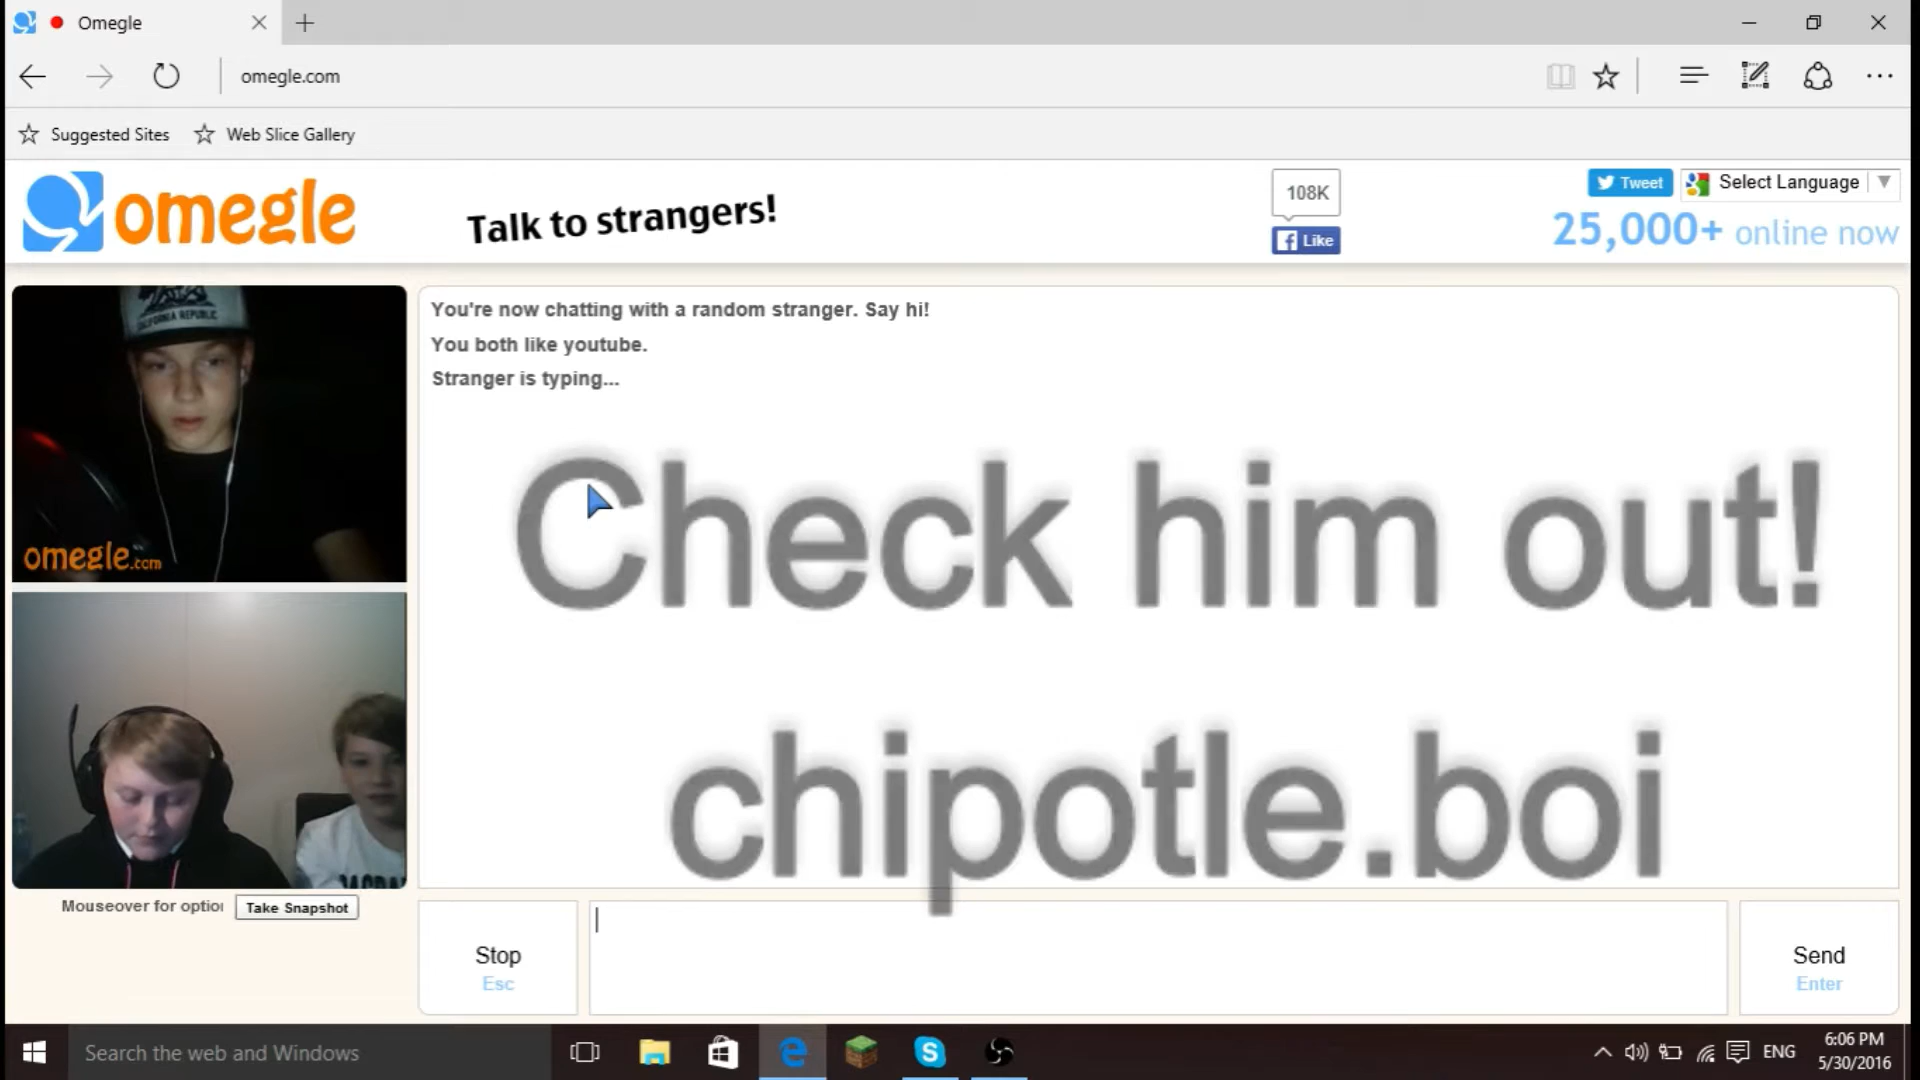 Omegle
omegle.com
Suggested Sites
Web Slice Gallery
omegle
Talk to strangers!
108K
Like
Tweet
Select Language
25,000+ online now
CALIFORNIA REPUBLIC
omegle.com
You're now chatting with a random stranger. Say hi!
You both like youtube.
Stranger is typing...
Check him out!
chipotle.boi
Mouseover for optio
Take Snapshot
Stop
Esc
Send
Enter
Search the web and Windows
ENG
6:06 PM
5/30/2016